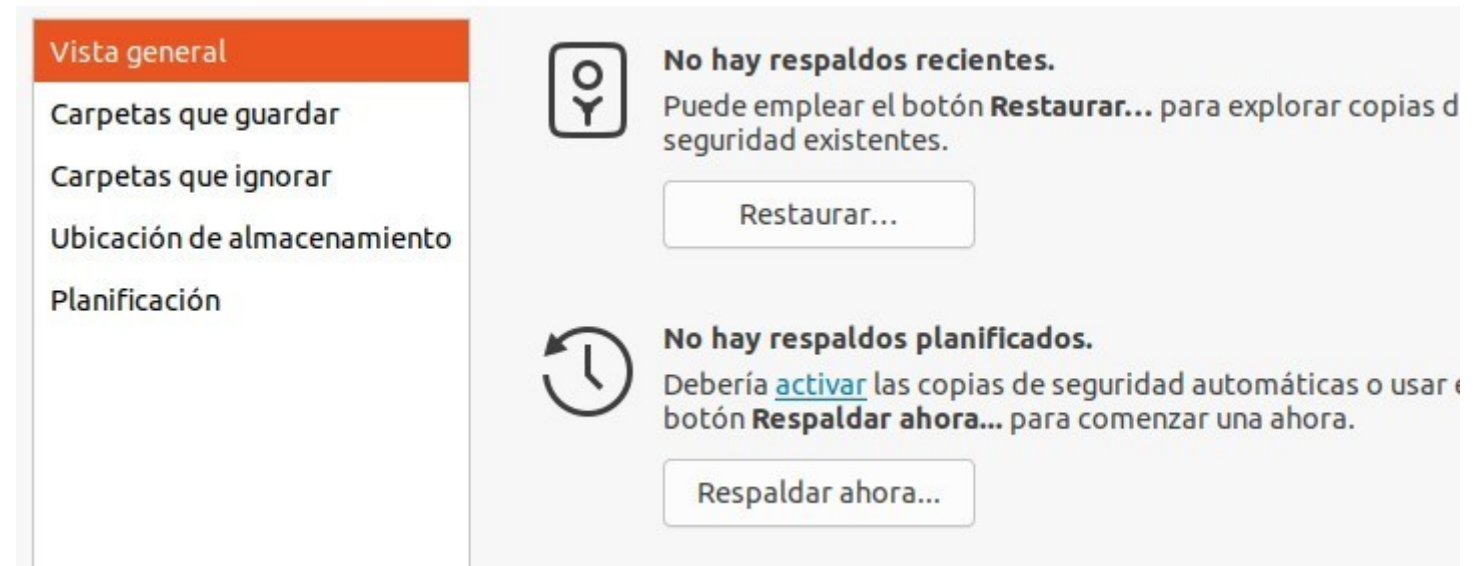 Vista general
Carpetas que guardar
Carpetas que ignorar
Ubicación de almacenamiento
Planificación
No hay respaldos recientes.
Puede emplear el botón Restaurar... para explorar copias d
seguridad existentes.
Restaurar...
No hay respaldos planificados.
Debería activar las copias de seguridad automáticas o usar e
botón Respaldar ahora... para comenzar una ahora.
Respaldar ahora...